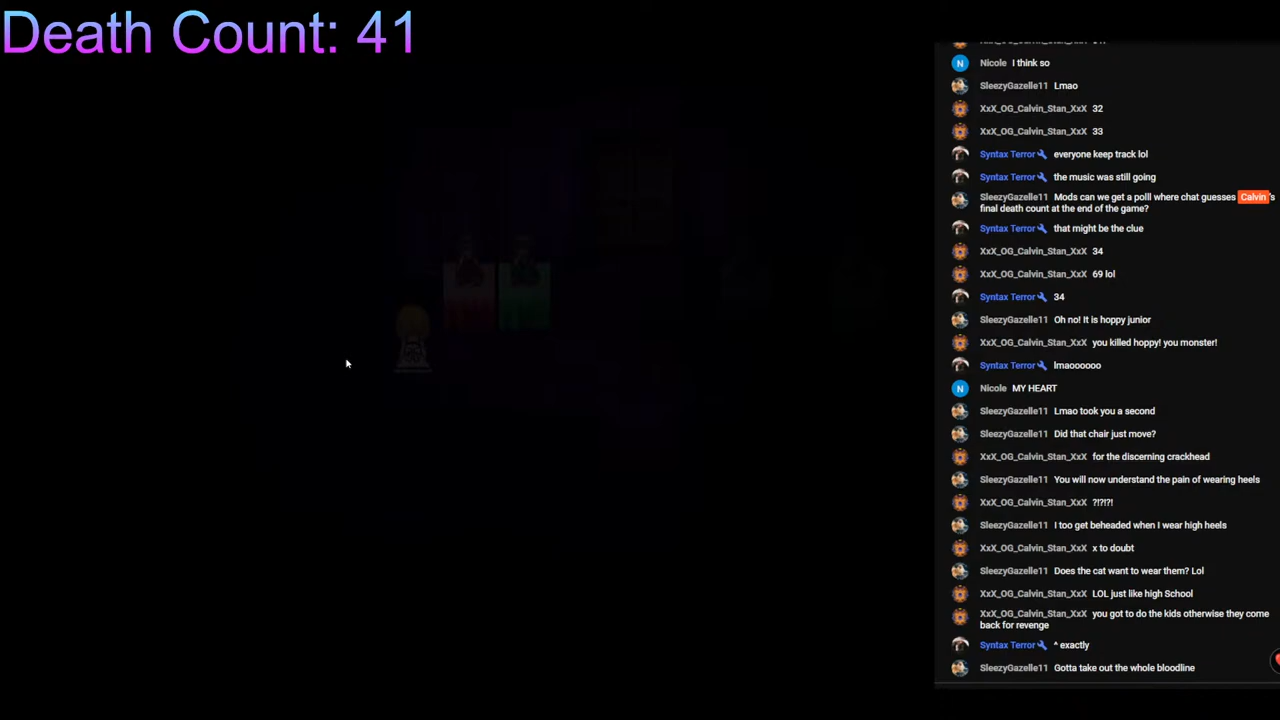 Death Count: 41
Nicole I think so
SleezyGazelle11 Lmao
XxX_OG_Calvin_Stan_XxX 32
XxX_OG_Calvin_Stan_XxX 33
Syntax Terror everyone keep track lol
Syntax Terror the music was still going
SleezyGazelle11 Mods can we get a polll where chat guesses Calvin's
final death count at the end of the game?
Syntax Terror that might be the clue
XxX_OG_Calvin_Stan_XxX 34
XxX_OG_Calvin_Stan_XxX 69 lol
Syntax Terror 34
SleezyGazelle11 Oh no! It is hoppy junior
XxX_OG_Calvin_Stan_XxX you killed hoppy! you monster!
Syntax Terror lmaoooooo
N Nicole MY HEART
SleezyGazelle11 Lmao took you a second
SleezyGazelle11 Did that chair just move?
XxX_OG_Calvin_Stan_XxX for the discerning crackhead
SleezyGazelle11 You will now understand the pain of wearing heels
XxX_OG_Calvin_Stan_XxX ?!?!?!
SleezyGazelle11 I too get beheaded when I wear high heels
XxX_OG_Calvin_Stan_XxX x to doubt
SleezyGazelle11 Does the cat want to wear them? Lol
XxX_OG_Calvin_Stan_XxX LOL just like high School
XxX_OG_Calvin_Stan_XxX you got to do the kids otherwise they come
back for revenge
Syntax Terror ^ exactly
SleezyGazelle11 Gotta take out the whole bloodline